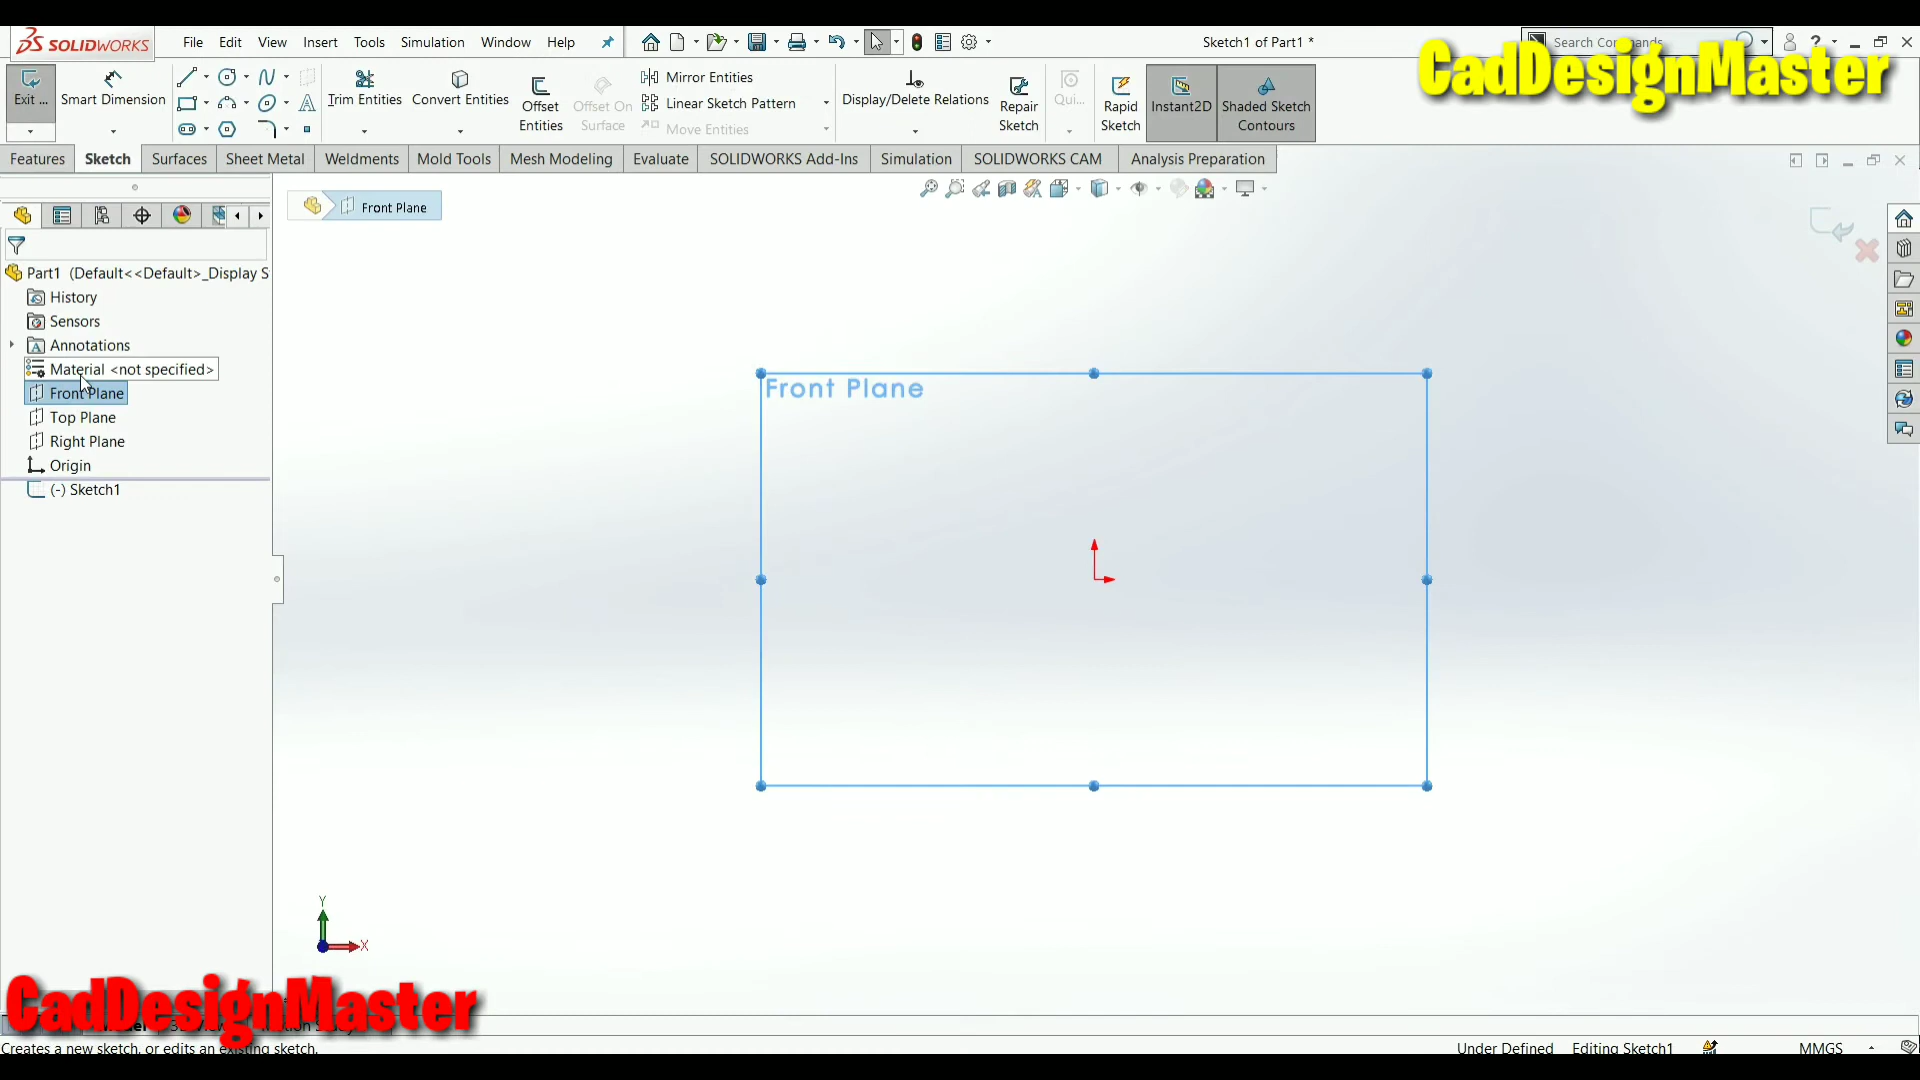 SOLIDWORKS File Edit View Insert Tools Simulation Window Help Sketch1 of Part1 * Search Commands
CadDesignMaster
Exit ... Smart Dimension Trim Entities Convert Entities Offset Entities Offset On Surface Mirror Entities Linear Sketch Pattern Move Entities Display/Delete Relations Repair Sketch Qui... Rapid Sketch Instant2D Shaded Sketch Contours
Features Sketch Surfaces Sheet Metal Weldments Mold Tools Mesh Modeling Evaluate SOLIDWORKS Add-Ins Simulation SOLIDWORKS CAM Analysis Preparation
Front Plane
Part1 (Default<<Default>_Display S
History
Sensors
Annotations
Material <not specified>
Front Plane
Top Plane
Right Plane
Origin
(-) Sketch1
Front Plane
Y
X
CadDesignMaster
Creates a new sketch, or edits an existing sketch. Under Defined Editing Sketch1 MMGS